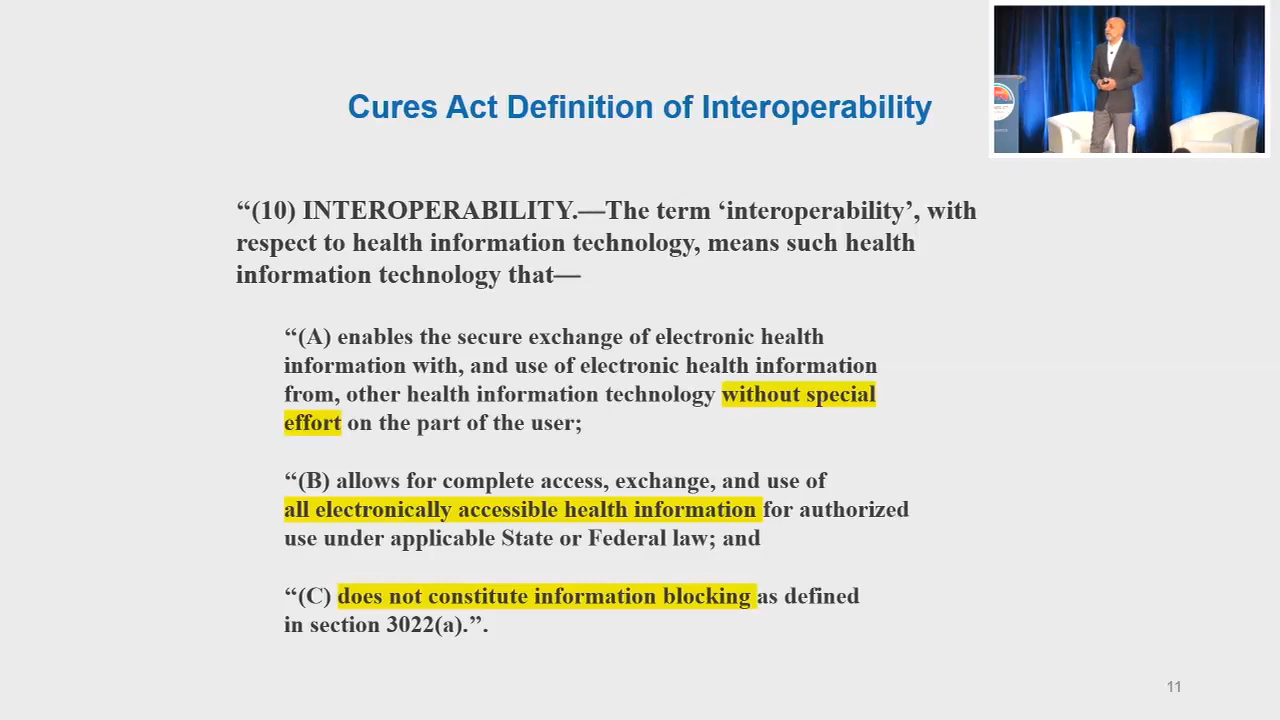 Cures Act Definition of Interoperability
“(10) INTEROPERABILITY.—The term ‘interoperability’, with
respect to health information technology, means such health
information technology that—
“(A) enables the secure exchange of electronic health
information with, and use of electronic health information
from, other health information technology without special
effort on the part of the user;
“(B) allows for complete access, exchange, and use of
all electronically accessible health information for authorized
use under applicable State or Federal law; and
“(C) does not constitute information blocking as defined
in section 3022(a).”.
11